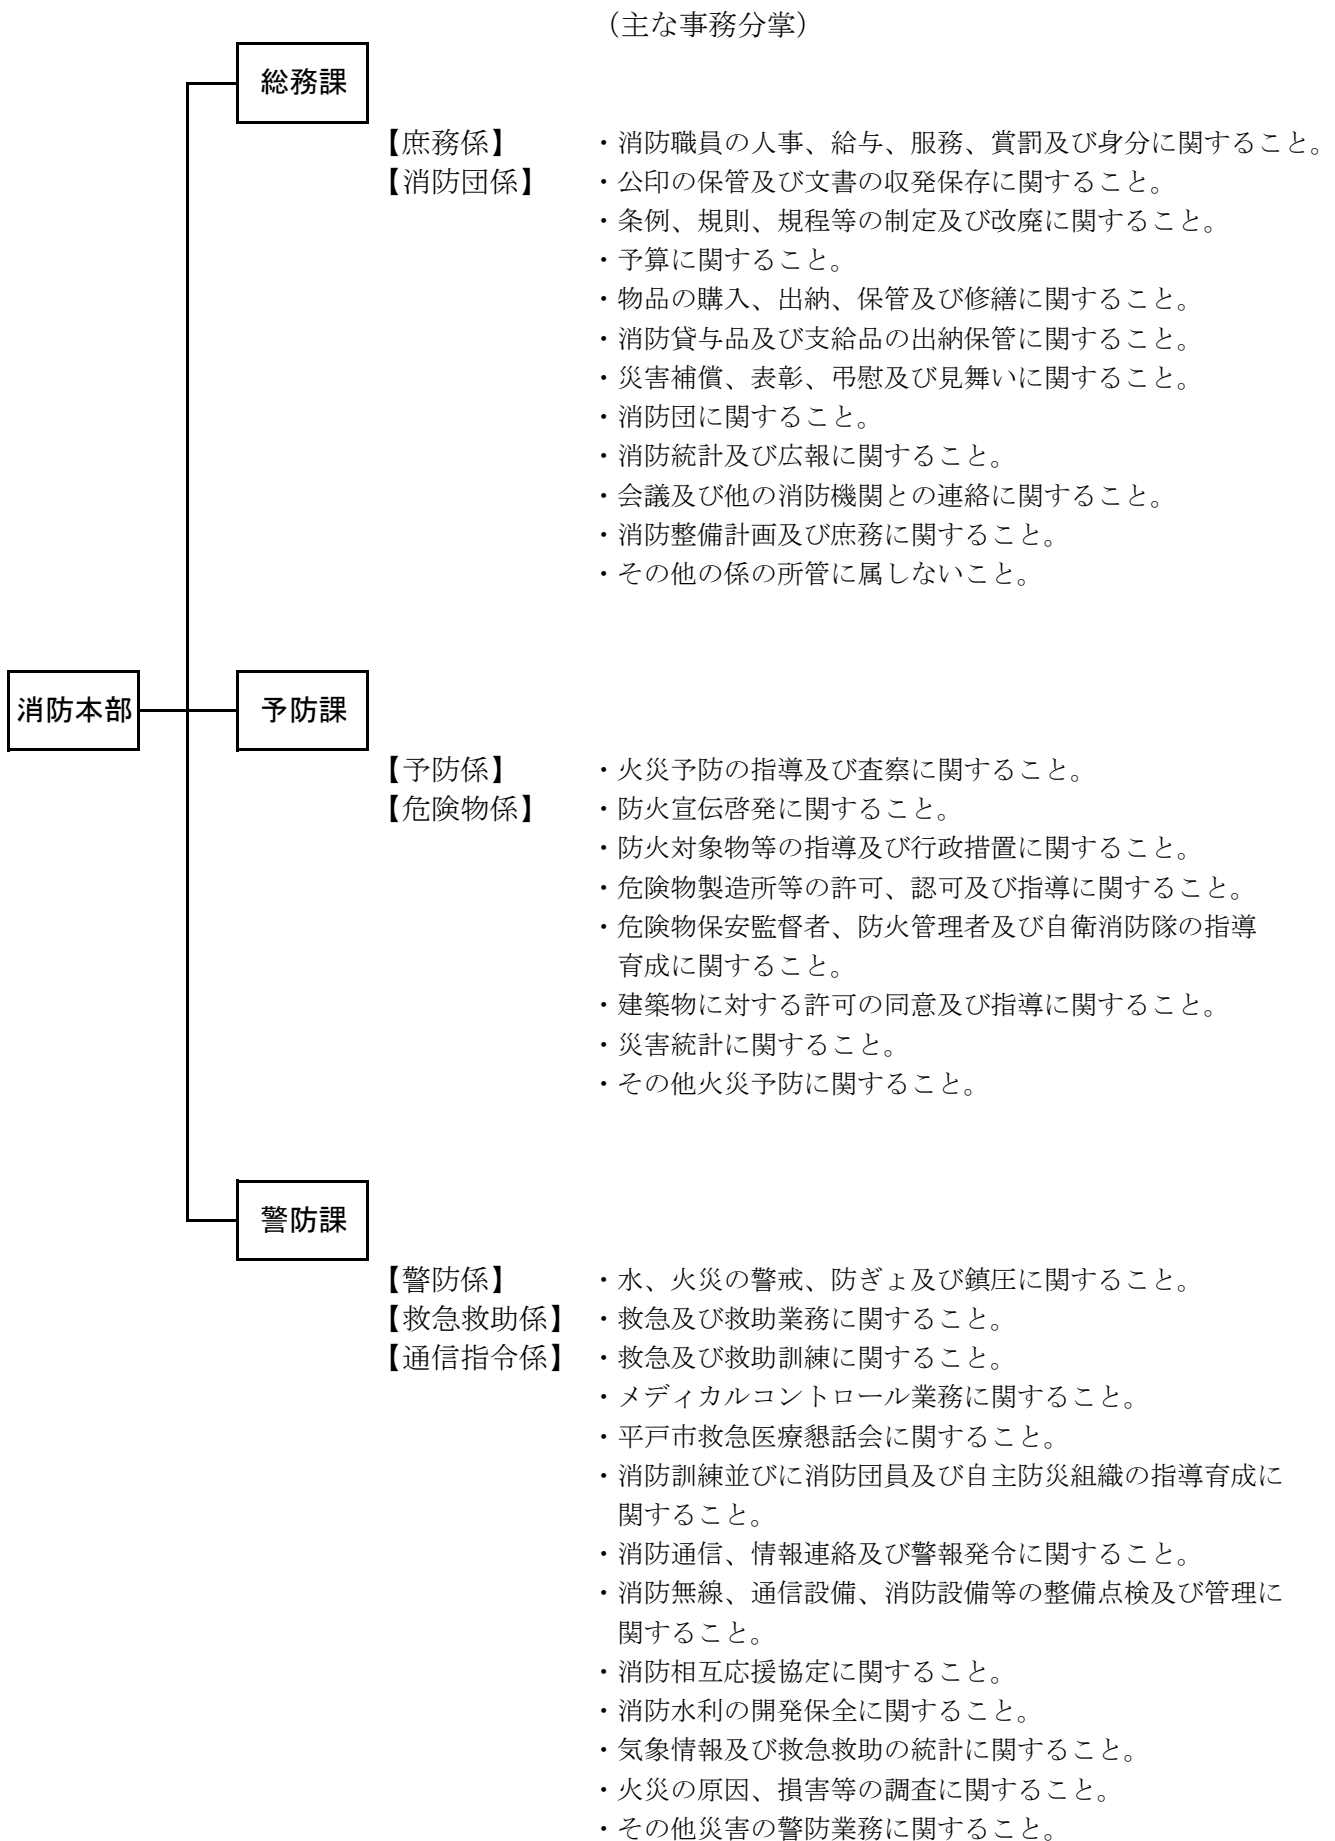 （主な事務分掌）
総務課
【庶務係】 ・消防職員の人事、給与、服務、賞罰及び身分に関すること。
【消防団係】 ・公印の保管及び文書の収発保存に関すること。
・条例、規則、規程等の制定及び改廃に関すること。
・予算に関すること。
・物品の購入、出納、保管及び修繕に関すること。
・消防貸与品及び支給品の出納保管に関すること。
・災害補償、表彰、弔慰及び見舞いに関すること。
・消防団に関すること。
・消防統計及び広報に関すること。
・会議及び他の消防機関との連絡に関すること。
・消防整備計画及び庶務に関すること。
・その他の係の所管に属しないこと。
消防本部 予防課
【予防係】 ・火災予防の指導及び査察に関すること。
【危険物係】 ・防火宣伝啓発に関すること。
・防火対象物等の指導及び行政措置に関すること。
・危険物製造所等の許可、認可及び指導に関すること。
・危険物保安監督者、防火管理者及び自衛消防隊の指導
育成に関すること。
・建築物に対する許可の同意及び指導に関すること。
・災害統計に関すること。
・その他火災予防に関すること。
警防課
【警防係】 ・水、火災の警戒、防ぎょ及び鎮圧に関すること。
【救急救助係】 ・救急及び救助業務に関すること。
【通信指令係】 ・救急及び救助訓練に関すること。
・メディカルコントロール業務に関すること。
・平戸市救急医療懇話会に関すること。
・消防訓練並びに消防団員及び自主防災組織の指導育成に
関すること。
・消防通信、情報連絡及び警報発令に関すること。
・消防無線、通信設備、消防設備等の整備点検及び管理に
関すること。
・消防相互応援協定に関すること。
・消防水利の開発保全に関すること。
・気象情報及び救急救助の統計に関すること。
・火災の原因、損害等の調査に関すること。
・その他災害の警防業務に関すること。